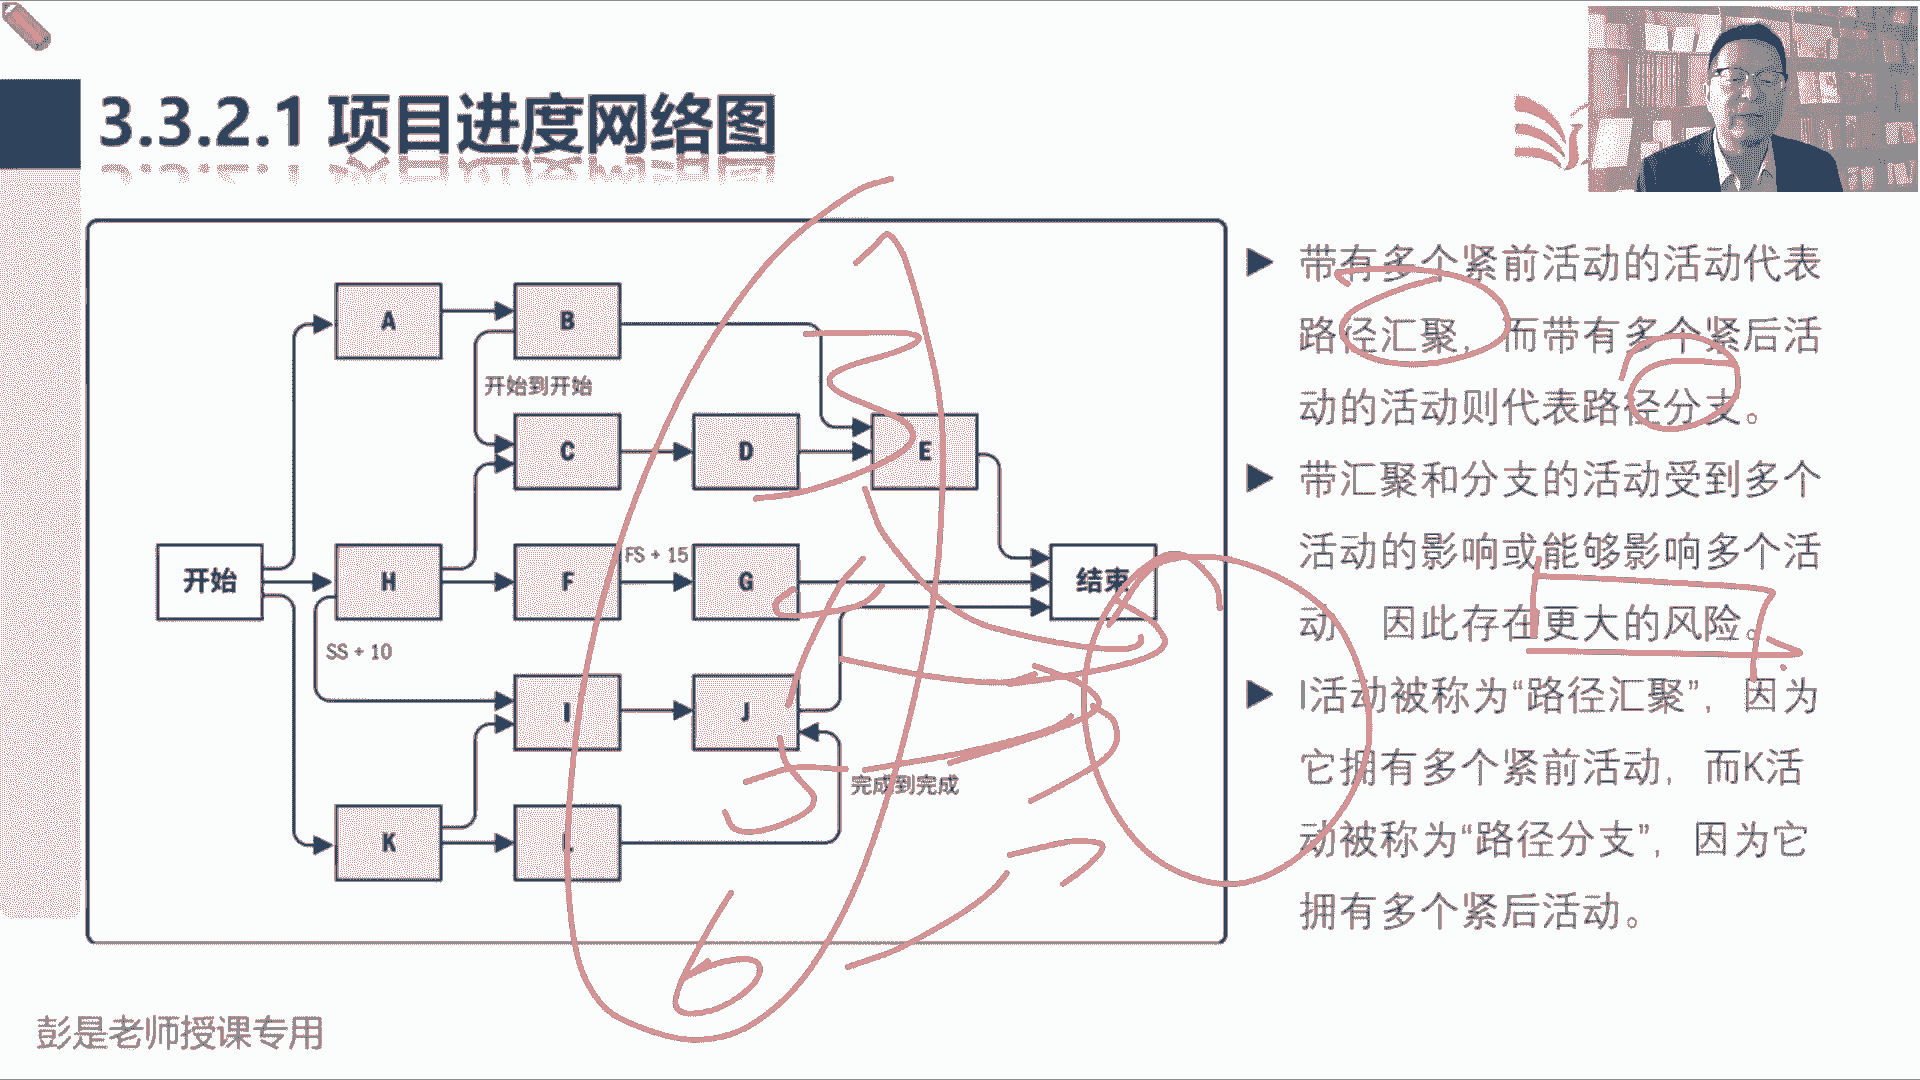 3.3.2.1 项目进度网络图
A
B
开始到开始
C
D
E
开始
H
F
FS + 15
G
结束
SS + 10
I
J
完成到完成
K
L
3
4
5
6
带有多个紧前活动的活动代表
路径汇聚，而带有多个紧后活
动的活动则代表路径分支。
带汇聚和分支的活动受到多个
活动的影响或能够影响多个活
动，因此存在更大的风险。
I活动被称为“路径汇聚”，因为
它拥有多个紧前活动，而K活
动被称为“路径分支”，因为它
拥有多个紧后活动。
彭是老师授课专用